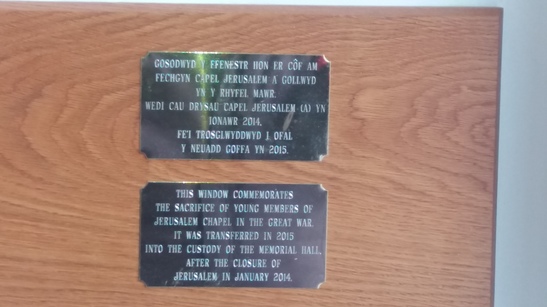 GOSODWYD Y FFENESTR HON ER CÔF AM
FECHGYN CAPEL JERUSALEM A GOLLWYD
YN Y RHYFEL MAWR.
WEDI CAU DRYSAU CAPEL JERUSALEM (A) YN
IONAWR 2014,
FE'I TROSGLWYDDWYD I OFAL
Y NEUADD GOFFA YN 2015.
THIS WINDOW COMMEMORATES
THE SACRIFICE OF YOUNG MEMBERS OF
JERUSALEM CHAPEL IN THE GREAT WAR.
IT WAS TRANSFERRED IN 2015
INTO THE CUSTODY OF THE MEMORIAL HALL,
AFTER THE CLOSURE OF
JERUSALEM IN JANUARY 2014.